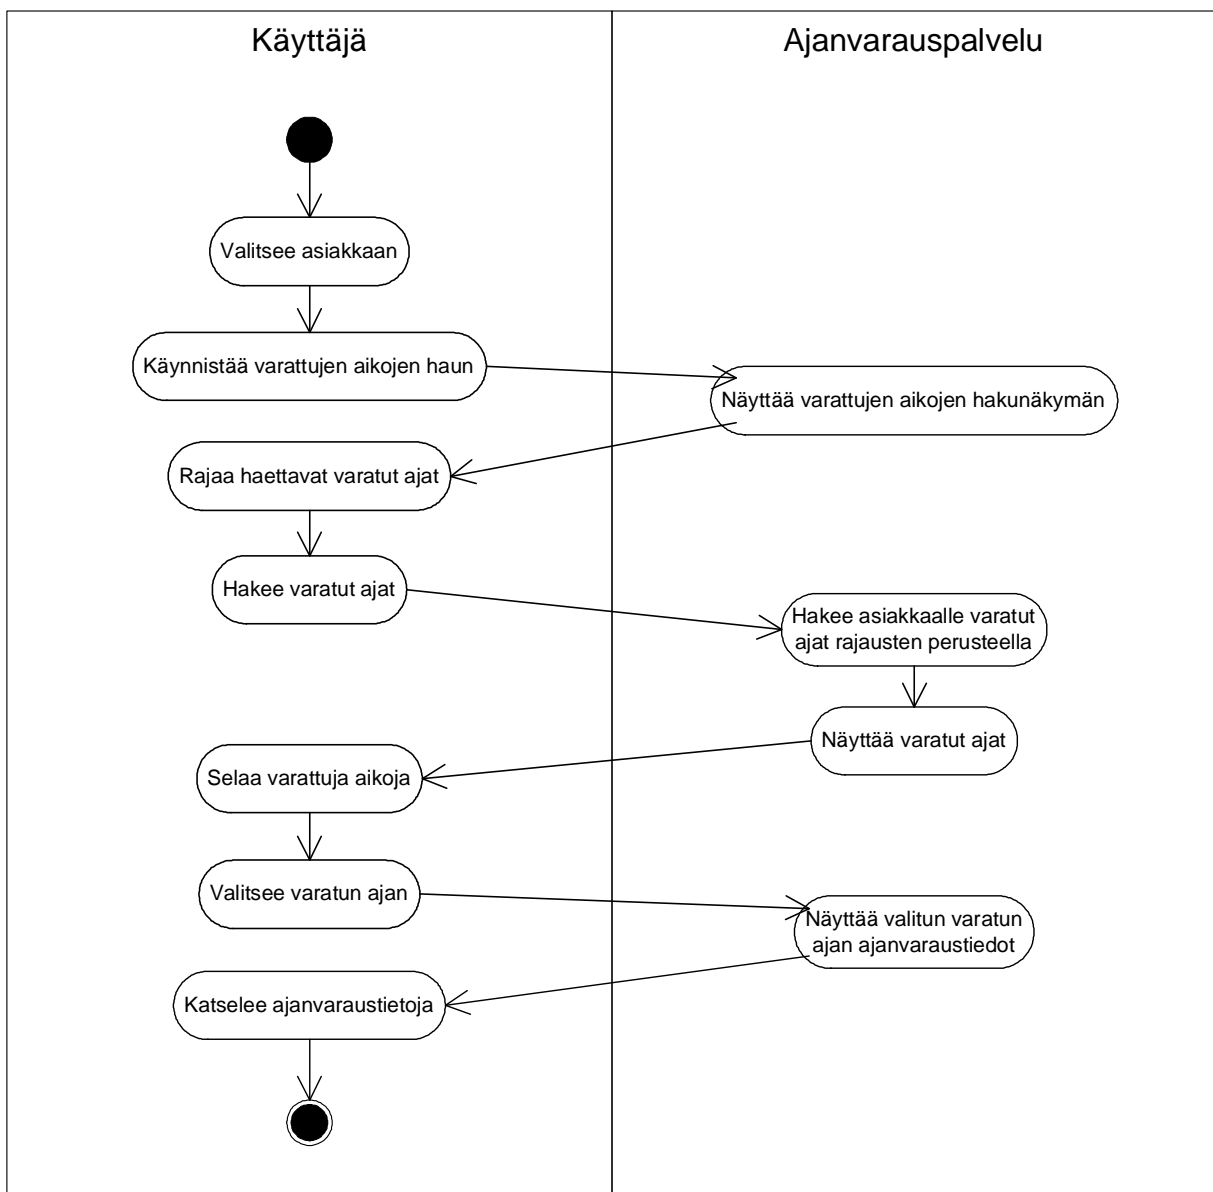 Käyttäjä
Ajanvarauspalvelu
Valitsee asiakkaan
Käynnistää varattujen aikojen haun
Näyttää varattujen aikojen hakunäkymän
Rajaa haettavat varatut ajat
Hakee varatut ajat
Hakee asiakkaalle varatut
ajat rajausten perusteella
Näyttää varatut ajat
Selaa varattuja aikoja
Valitsee varatun ajan
Näyttää valitun varatun
ajan ajanvaraustiedot
Katselee ajanvaraustietoja